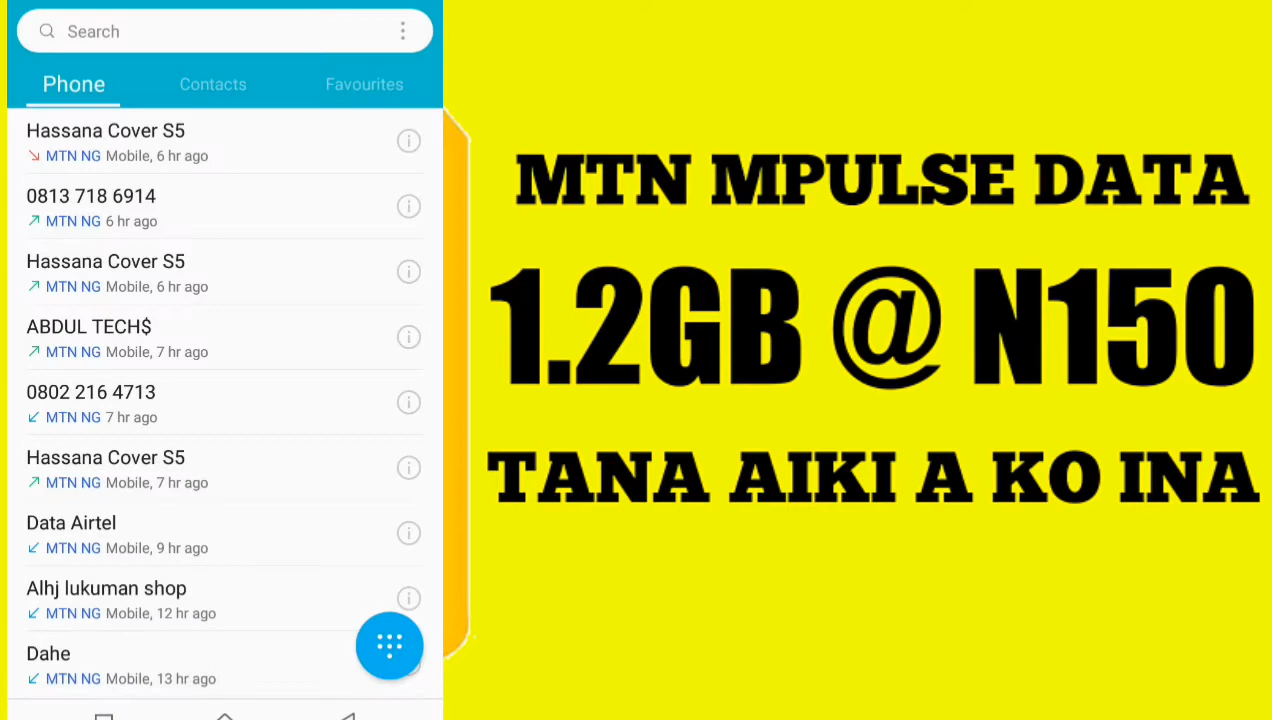 Search
Phone
Contacts
Favourites
Hassana Cover S5
MTN NG Mobile, 6 hr ago
0813 718 6914
MTN NG 6 hr ago
Hassana Cover S5
MTN NG Mobile, 6 hr ago
ABDUL TECH$
MTN NG Mobile, 7 hr ago
0802 216 4713
MTN NG 7 hr ago
Hassana Cover S5
MTN NG Mobile, 7 hr ago
Data Airtel
MTN NG Mobile, 9 hr ago
Alhj lukuman shop
MTN NG Mobile, 12 hr ago
Dahe
MTN NG Mobile, 13 hr ago
MTN MPULSE DATA
1.2GB @ N150
TANA AIKI A KO INA